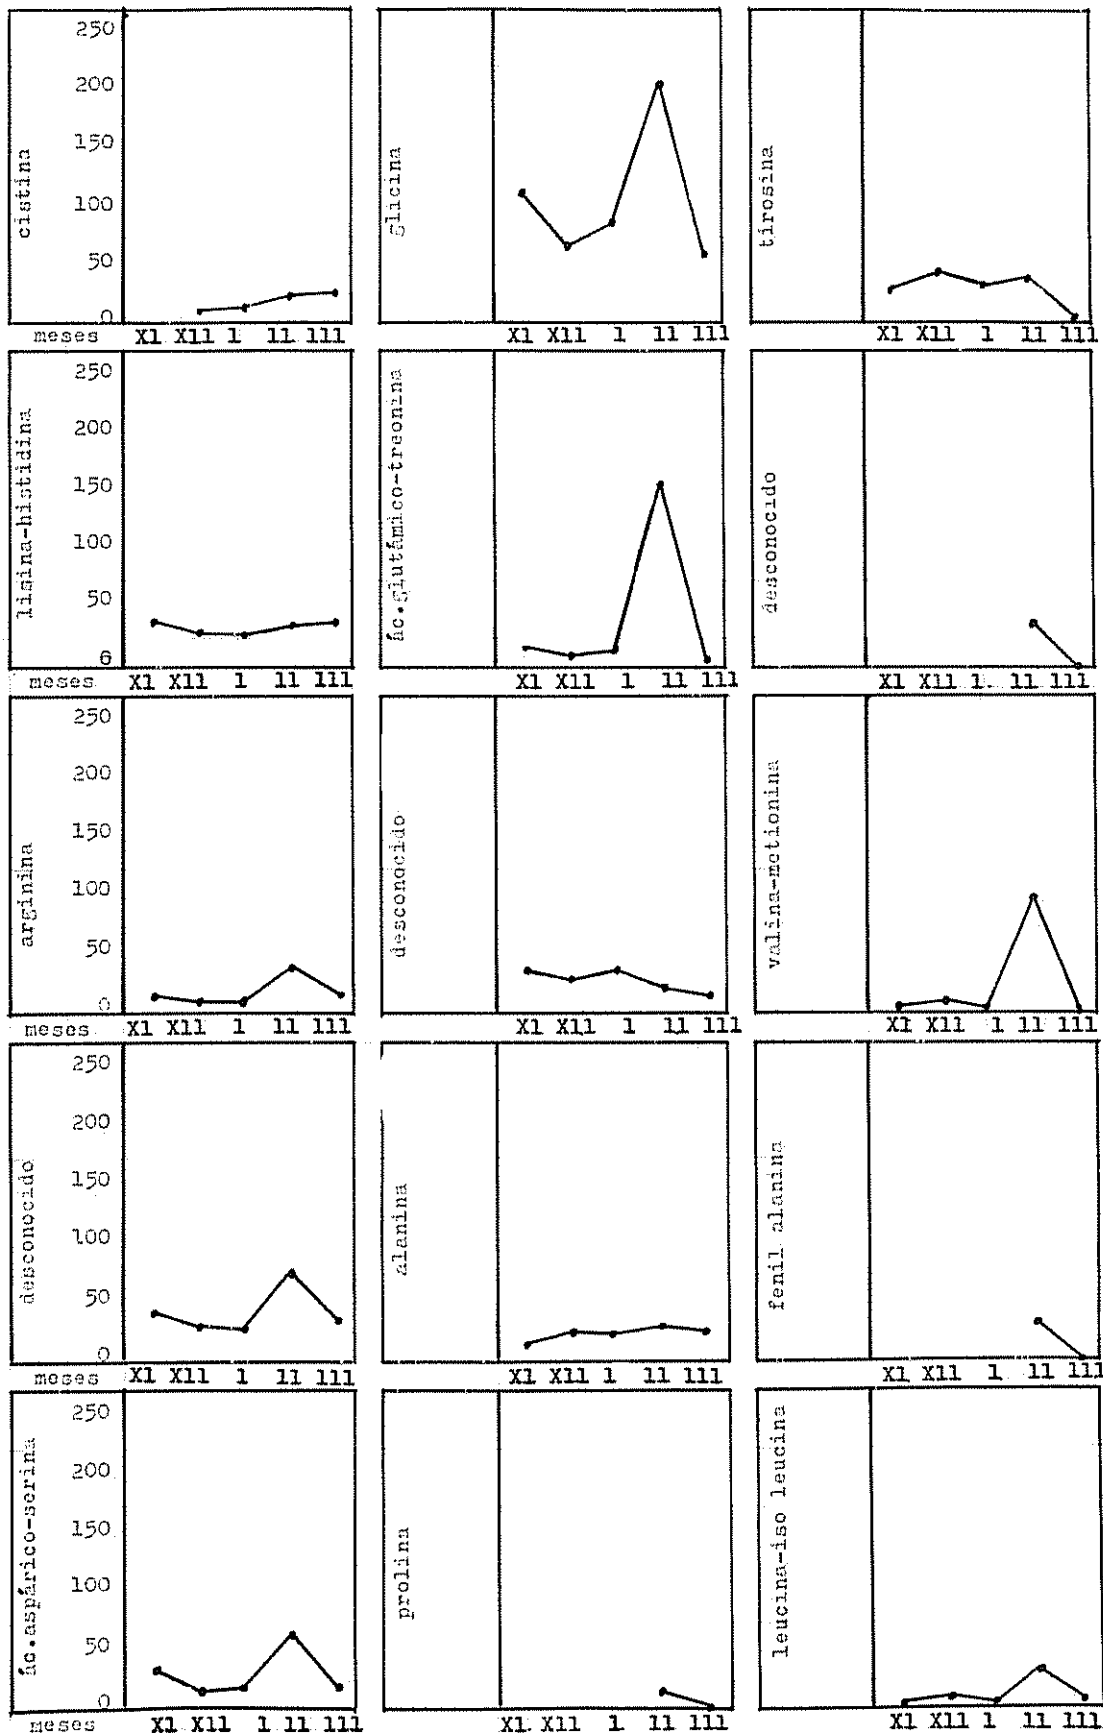 cistina
250
200
150
100
50
0
meses X1 X11 1 11 111
glicina
X1 X11 1 11 111
tirosina
X1 X11 1 11 111
lisina-histidina
250
200
150
100
50
6
meses X1 X11 1 11 111
ác.glutámico-treonina
X1 X11 1 11 111
desconocido
X1 X11 1. 11 111
arginina
250
200
150
100
50
0
meses X1 X11 1 11 111
desconocido
X1 X11 1 11 111
valina-metionina
X1 X11 1 11 111
desconocido
250
200
150
100
50
0
meses X1 X11 1 11 111
alanina
X1 X11 1 11 111
fenil alanina
X1 X11 1 11 111
ác.aspárico-serina
250
200
150
100
50
0
meses X1 X11 1 11 111
prolina
X1 X11 1 11 111
leucina-iso leucina
X1 X11 1 11 111